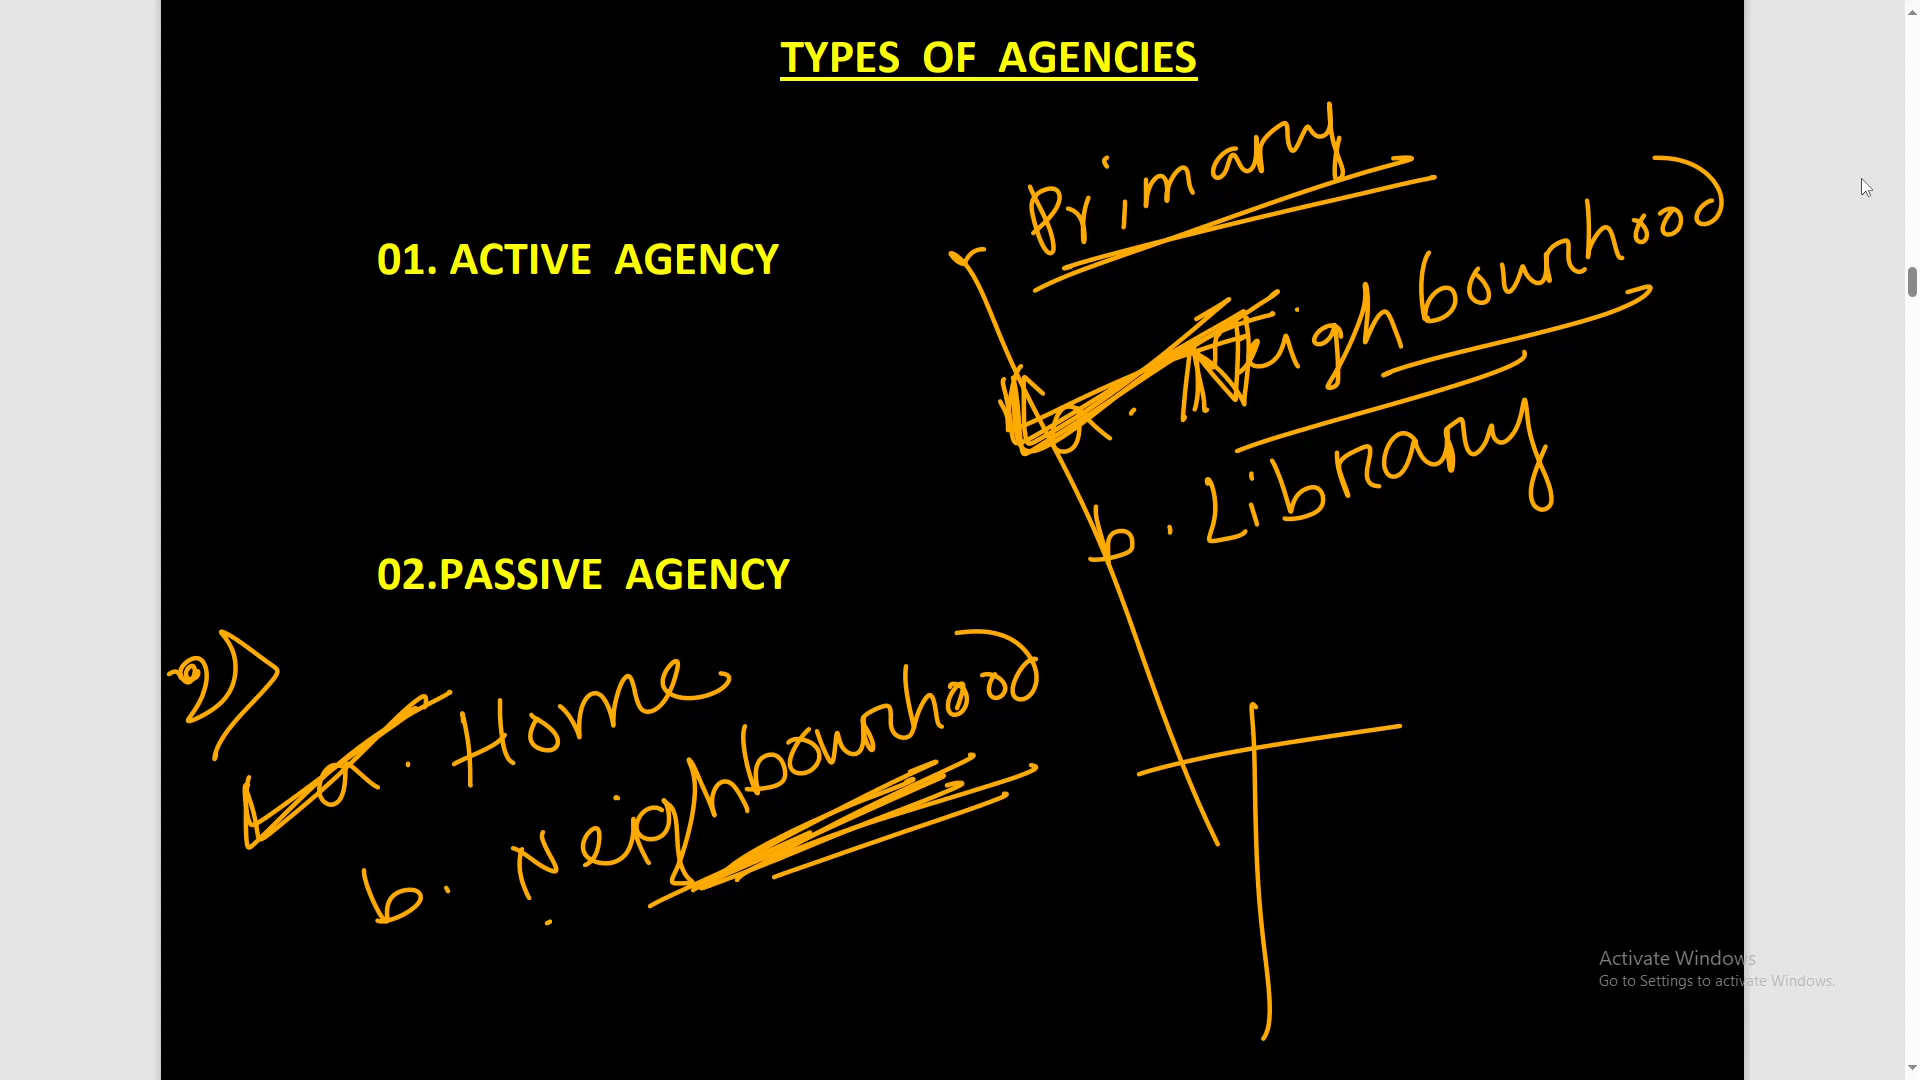 TYPES OF AGENCIES
Primary
01. ACTIVE AGENCY
a. Neighbourhood
b. Library
02.PASSIVE AGENCY
2)
a. Home
b. Neighbourhood
Activate Windows
Go to Settings to activate Windows.